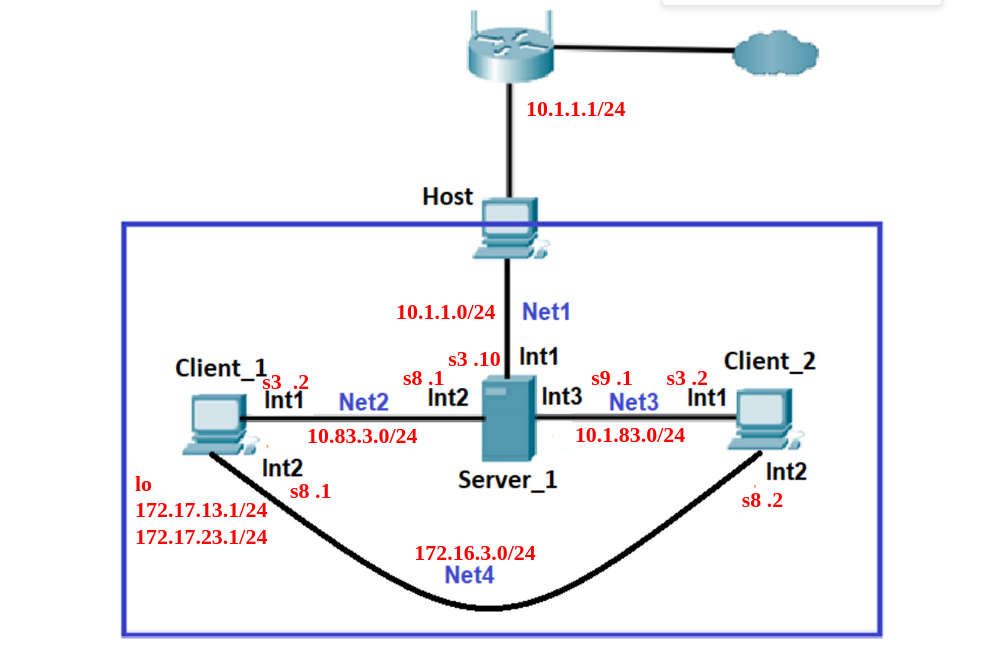 10.1.1.1/24
Host
10.1.1.0/24 Net1
s3 .10 Int1
Client_1 Client_2
s3 .2 s8 .1 s9 .1 s3 .2
Int1 Net2 Int2 Int3 Net3 Int1
10.83.3.0/24 10.1.83.0/24
Int2 Server_1 Int2
lo s8 .1 s8 .2
172.17.13.1/24
172.17.23.1/24
172.16.3.0/24
Net4